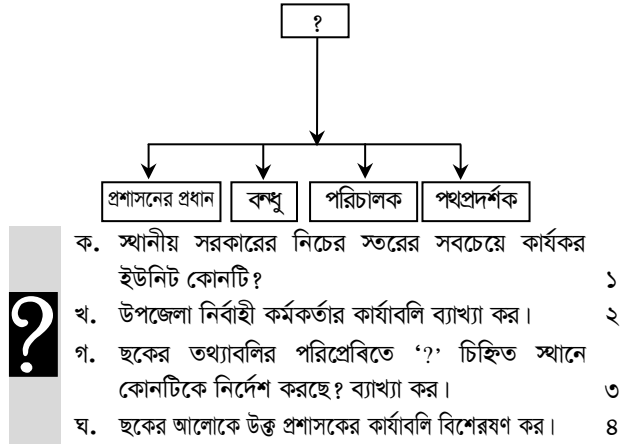 ?
প্রশাসনের প্রধান বন্ধু পরিচালক পথপ্রদর্শক
ক. স্থানীয় সরকারের নিচের স্তরের সবচেয়ে কার্যকর
ইউনিট কোনটি? ১
খ. উপজেলা নির্বাহী কর্মকর্তার কার্যাবলি ব্যাখ্যা কর। ২
গ. ছকের তথ্যাবলির পরিপ্রেৰিতে ‘?’ চিহ্নিত স্থানে
কোনটিকে নির্দেশ করছে? ব্যাখ্যা কর। ৩
ঘ. ছকের আলোকে উক্ত প্রশাসকের কার্যাবলি বিশেৱষণ কর। ৪
?